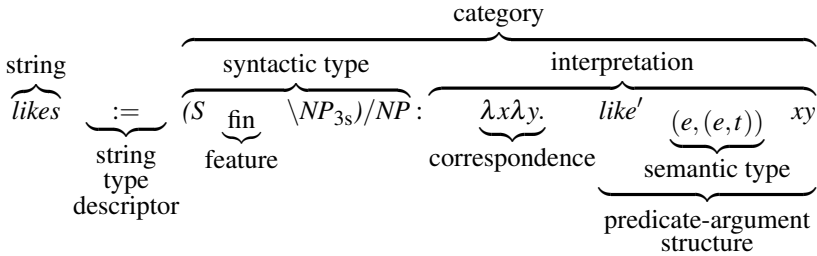 category
string syntactic type interpretation
likes := (S fin \NP3s)/NP : λxλy. like′ (e,(e,t)) xy
string type descriptor feature correspondence semantic type
predicate-argument structure